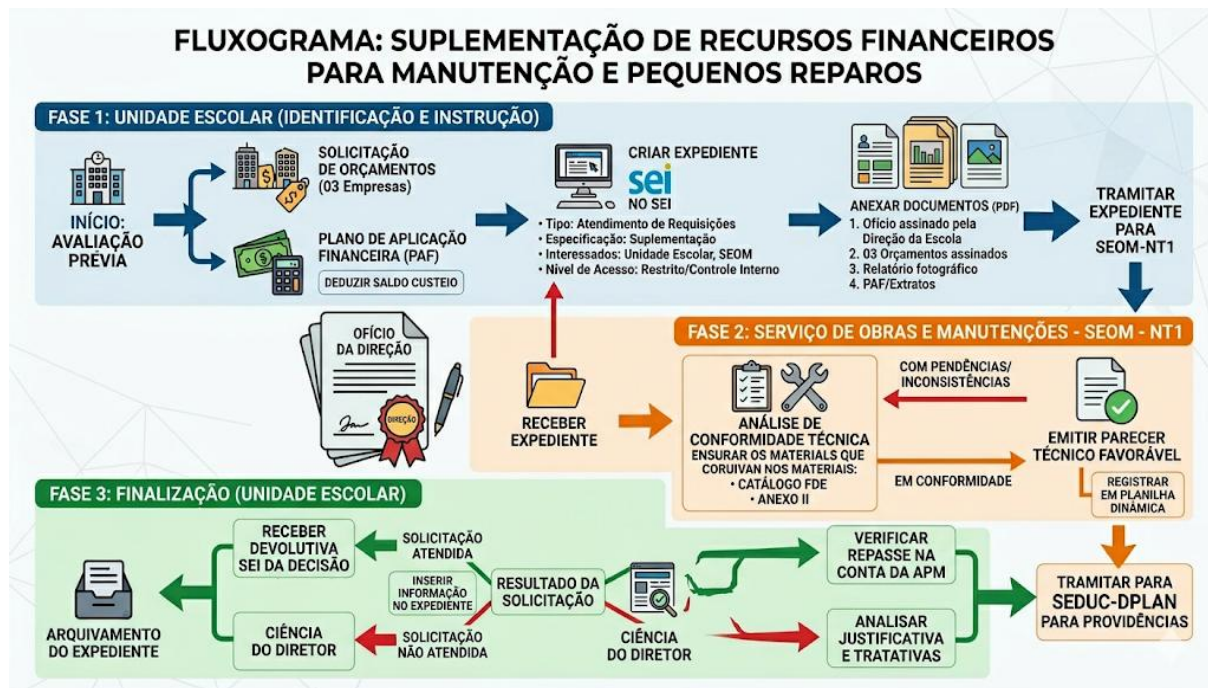 FLUXOGRAMA: SUPLEMENTAÇÃO DE RECURSOS FINANCEIROS
PARA MANUTENÇÃO E PEQUENOS REPAROS
FASE 1: UNIDADE ESCOLAR (IDENTIFICAÇÃO E INSTRUÇÃO)
INÍCIO:
AVALIAÇÃO
PRÉVIA
SOLICITAÇÃO
DE ORÇAMENTOS
(03 Empresas)
PLANO DE APLICAÇÃO
FINANCEIRA (PAF)
DEDUZIR SALDO CUSTEIO
CRIAR EXPEDIENTE
sei
NO SEI
• Tipo: Atendimento de Requisições
• Especificação: Suplementação
• Interessados: Unidade Escolar, SEOM
• Nível de Acesso: Restrito/Controle Interno
ANEXAR DOCUMENTOS (PDF)
1. Ofício assinado pela
Direção da Escola
2. 03 Orçamentos assinados
3. Relatório fotográfico
4. PAF/Extratos
TRAMITAR
EXPEDIENTE
PARA
SEOM-NT1
OFÍCIO
DA DIREÇÃO
DIREÇÃO
FASE 2: SERVIÇO DE OBRAS E MANUTENÇÕES - SEOM - NT1
RECEBER
EXPEDIENTE
ANÁLISE DE
CONFORMIDADE TÉCNICA
ENSURAR OS MATERIALS QUE
CORUIVAN NOS MATERIAIS:
• CATÁLOGO FDE
• ANEXO II
COM PENDÊNCIAS/
INCONSISTÊNCIAS
EM CONFORMIDADE
EMITIR PARECER
TÉCNICO FAVORÁVEL
REGISTRAR
EM PLANILHA
DINÁMICA
TRAMITAR PARA
SEDUC-DPLAN
PARA PROVIDÊNCIAS
FASE 3: FINALIZAÇÃO (UNIDADE ESCOLAR)
ARQUIVAMENTO
DO EXPEDIENTE
RECEBER
DEVOLUTIVA
SEI DA DECISÃO
CIÉNCIA
DO DIRETOR
SOLICITAÇÃO
ATENDIDA
INSERIR
INFORMAÇÃO
NO EXPEDIENTE
SOLICITAÇÃO
NÃO ATENDIDA
RESULTADO DA
SOLICITAÇÃO
CIÊNCIA
DO DIRETOR
VERIFICAR
REPASSE NA
CONTA DA APM
ANALISAR
JUSTIFICATIVA
E TRATATIVAS